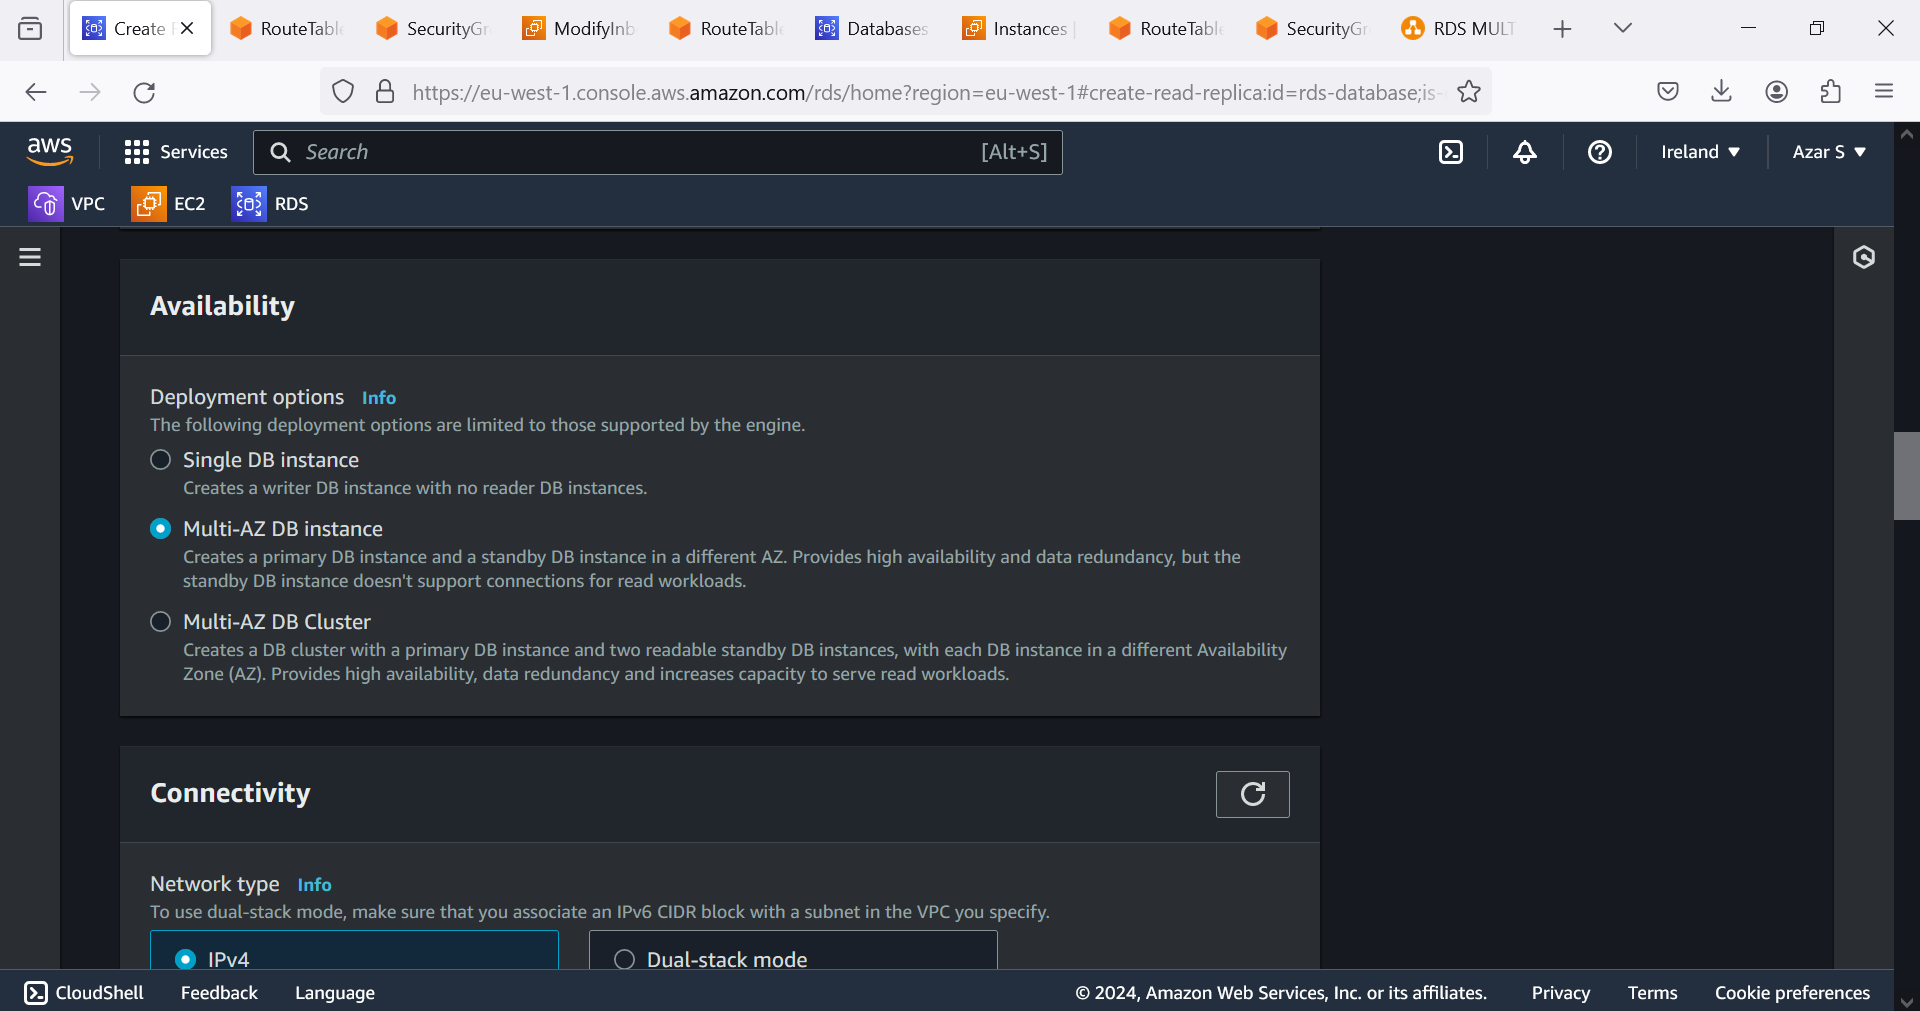 Create
RouteTabl
SecurityGr
ModifyInb
RouteTabl
Databases
Instances
RouteTabl
SecurityGr
RDS MULT
https://eu-west-1.console.aws.amazon.com/rds/home?region=eu-west-1#create-read-replica:id=rds-database;is-
aws
Services
Search
[Alt+S]
Ireland
Azar S
VPC
EC2
RDS
Availability
Deployment options Info
The following deployment options are limited to those supported by the engine.
Single DB instance
Creates a writer DB instance with no reader DB instances.
Multi-AZ DB instance
Creates a primary DB instance and a standby DB instance in a different AZ. Provides high availability and data redundancy, but the
standby DB instance doesn't support connections for read workloads.
Multi-AZ DB Cluster
Creates a DB cluster with a primary DB instance and two readable standby DB instances, with each DB instance in a different Availability
Zone (AZ). Provides high availability, data redundancy and increases capacity to serve read workloads.
Connectivity
Network type Info
To use dual-stack mode, make sure that you associate an IPv6 CIDR block with a subnet in the VPC you specify.
IPv4
Dual-stack mode
CloudShell
Feedback
Language
© 2024, Amazon Web Services, Inc. or its affiliates.
Privacy
Terms
Cookie preferences